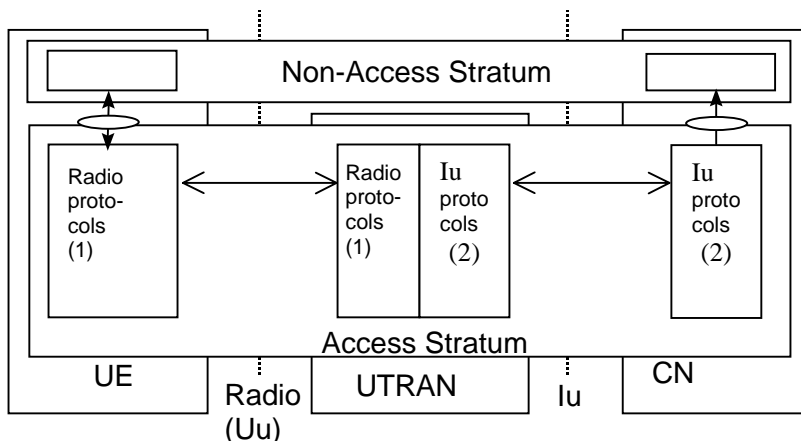 Non-Access Stratum
Radio
proto-
cols
(1)
Radio
proto-
cols
(1)
Iu
proto
cols
(2)
Iu
proto
cols
(2)
Access Stratum
UE
Radio
(Uu)
UTRAN
Iu
CN